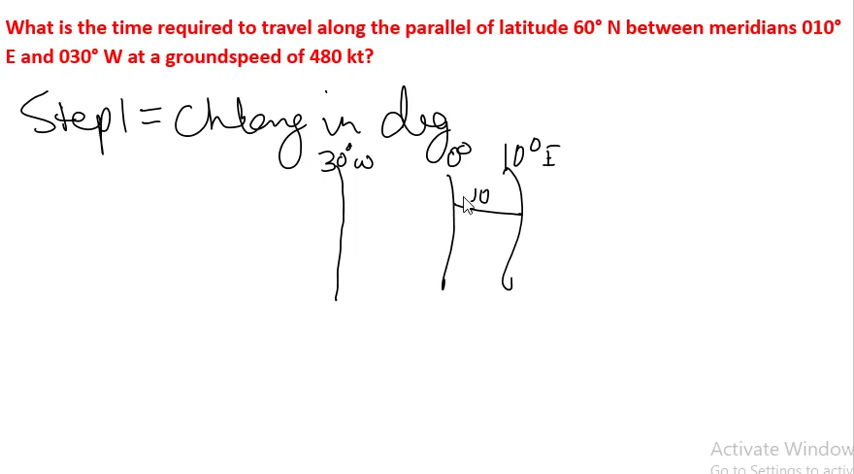 What is the time required to travel along the parallel of latitude 60° N between meridians 010°
E and 030° W at a groundspeed of 480 kt?
Step1 = Chlong in deg
30°W 0° 10°E
10
Activate Window
Go to Settings to activ